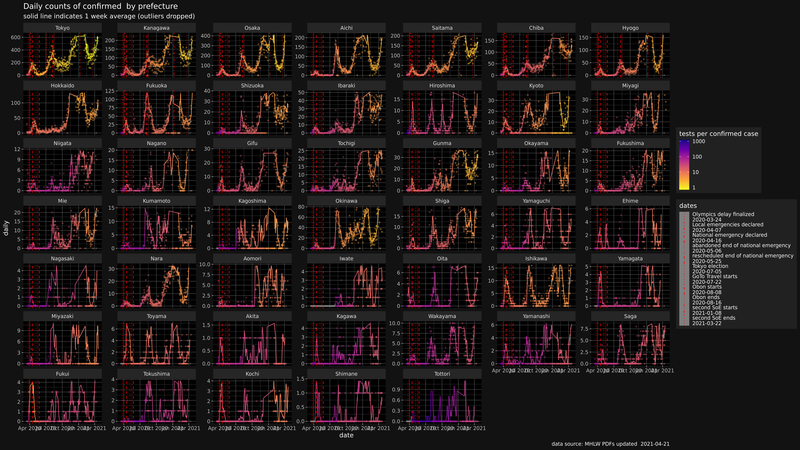 Daily counts of confirmed  by prefecture
solid line indicates 1 week average (outliers dropped)
Tokyo Kanagawa Osaka Aichi Saitama Chiba Hyogo
Hokkaido Fukuoka Shizuoka Ibaraki Hiroshima Kyoto Miyagi
Niigata Nagano Gifu Tochigi Gunma Okayama Fukushima
Mie Kumamoto Kagoshima Okinawa Shiga Yamaguchi Ehime
Nagasaki Nara Aomori Iwate Oita Ishikawa Yamagata
Miyazaki Toyama Akita Kagawa Wakayama Yamanashi Saga
Fukui Tokushima Kochi Shimane Tottori
daily
date
tests per confirmed case
1000
100
10
1
dates
Olympics delay finalized
2020-03-24
Local emergencies declared
2020-04-07
National emergency declared
2020-04-16
abandoned end of national emergency
2020-05-06
rescheduled end of national emergency
2020-05-25
Tokyo election
2020-07-05
GoTo Travel starts
2020-07-22
Obon starts
2020-08-08
Obon ends
2020-08-16
second SoE starts
2021-01-08
second SoE ends
2021-03-22
data source: MHLW PDFs updated  2021-04-21